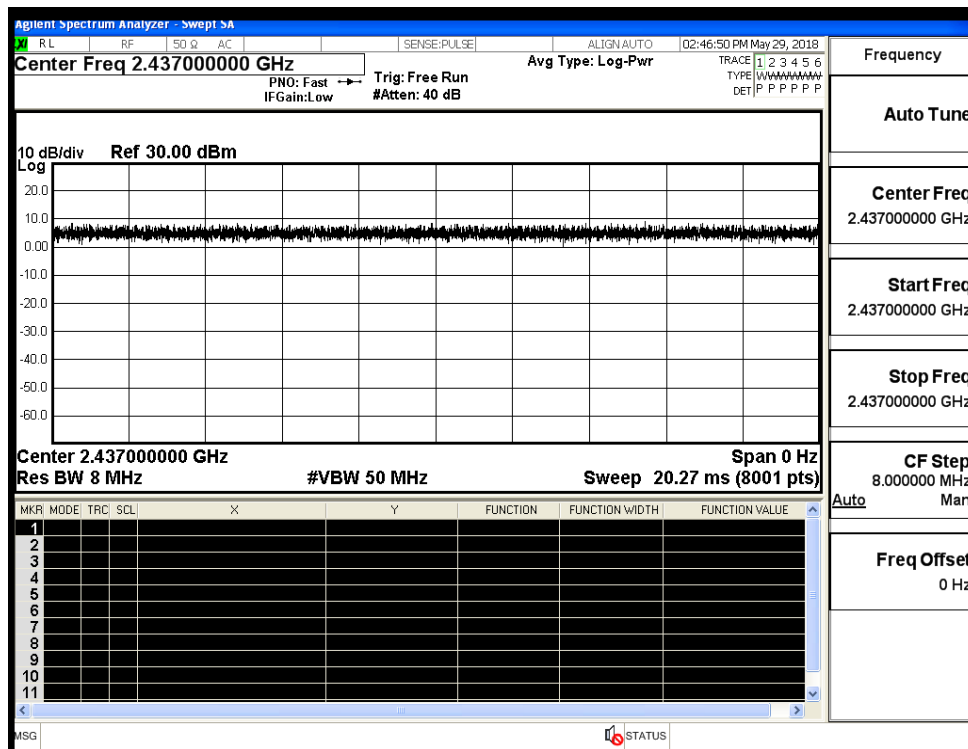 Agilent Spectrum Analyzer - Swept SA
RL RF 50 Ω AC SENSE:PULSE ALIGN AUTO 02:46:50 PM May 29, 2018
Center Freq 2.437000000 GHz
PNO: Fast
IFGain:Low
Trig: Free Run
#Atten: 40 dB
Avg Type: Log-Pwr
TRACE 1 2 3 4 5 6
TYPE WWWWWW
DET P P P P P P
10 dB/div Ref 30.00 dBm
Log
20.0
10.0
0.00
-10.0
-20.0
-30.0
-40.0
-50.0
-60.0
Center 2.437000000 GHz Span 0 Hz
Res BW 8 MHz #VBW 50 MHz Sweep 20.27 ms (8001 pts)
MKR MODE TRC SCL X Y FUNCTION FUNCTION WIDTH FUNCTION VALUE
1
2
3
4
5
6
7
8
9
10
11
MSG STATUS
Frequency
Auto Tune
Center Freq
2.437000000 GHz
Start Freq
2.437000000 GHz
Stop Freq
2.437000000 GHz
CF Step
8.000000 MHz
Auto Man
Freq Offset
0 Hz